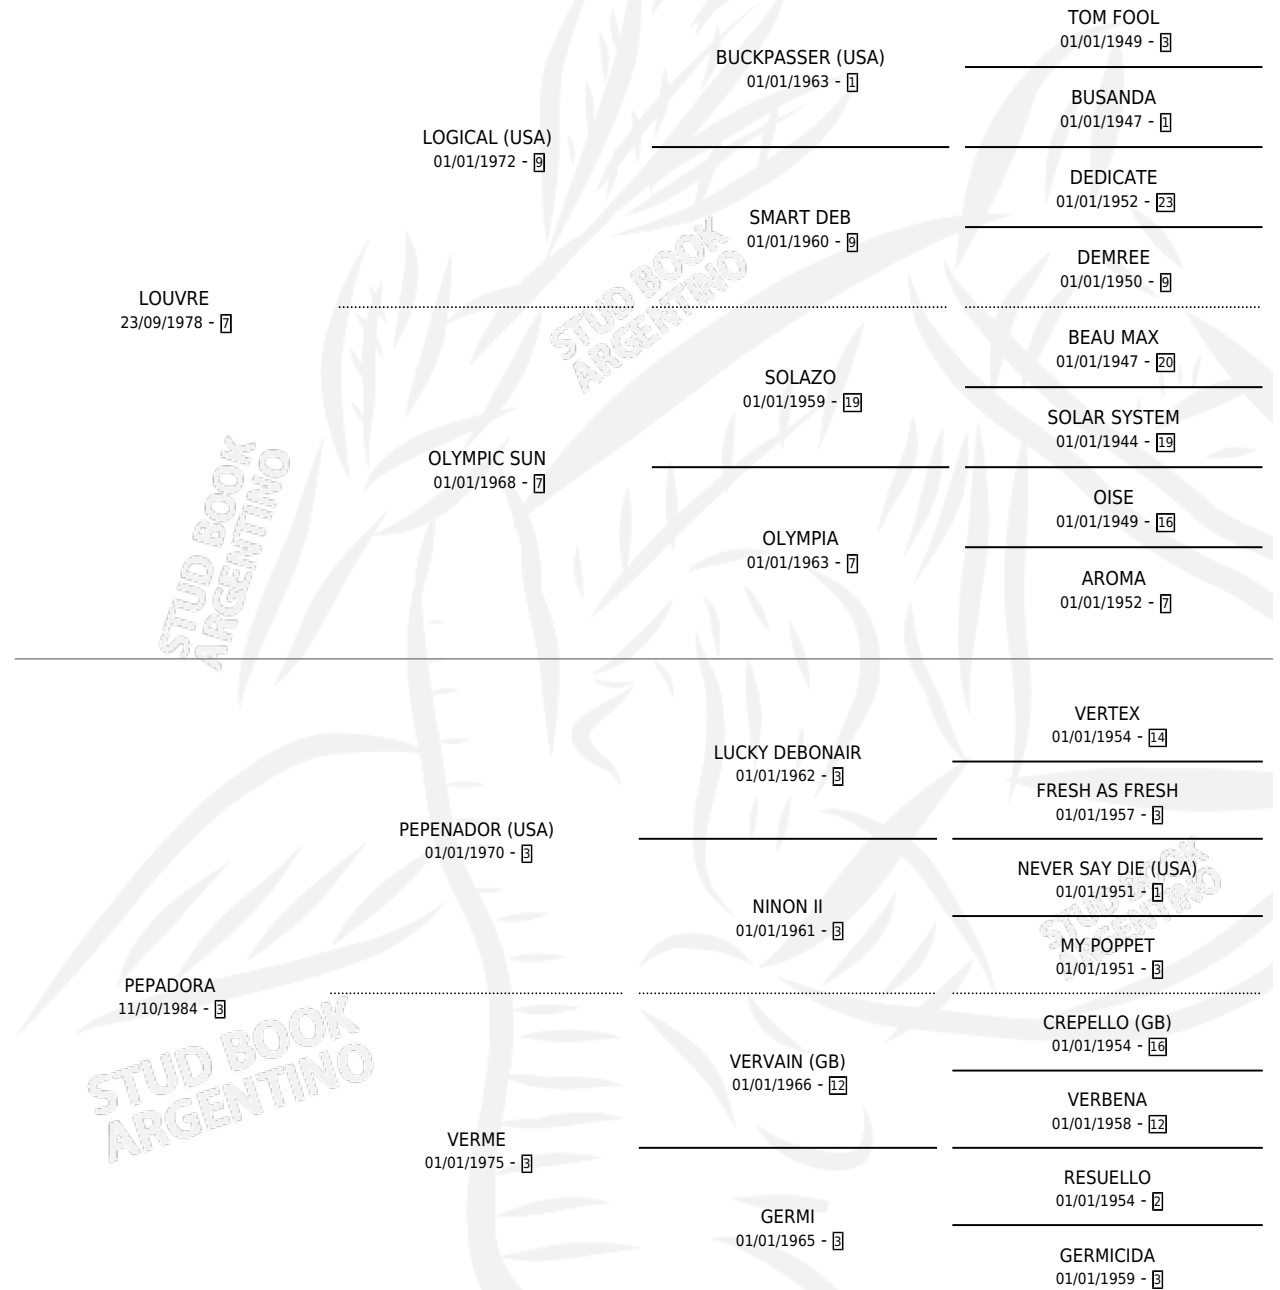 TOM FOOL
01/01/1949 - 3
BUCKPASSER (USA)
01/01/1963 - 1
BUSANDA
01/01/1947 - 1
LOGICAL (USA)
01/01/1972 - 9
DEDICATE
01/01/1952 - 23
SMART DEB
01/01/1960 - 9
DEMREE
01/01/1950 - 9
LOUVRE
23/09/1978 - 7
STUD BOOK
ARGENTINO
BEAU MAX
01/01/1947 - 20
SOLAZO
01/01/1959 - 19
SOLAR SYSTEM
01/01/1944 - 19
OLYMPIC SUN
01/01/1968 - 7
OISE
01/01/1949 - 16
OLYMPIA
01/01/1963 - 7
AROMA
01/01/1952 - 7
STUD BOOK
ARGENTINO
VERTEX
01/01/1954 - 14
LUCKY DEBONAIR
01/01/1962 - 3
FRESH AS FRESH
01/01/1957 - 3
PEPENADOR (USA)
01/01/1970 - 3
NEVER SAY DIE (USA)
01/01/1951 - 1
NINON II
01/01/1961 - 3
STUD BOOK
ARGENTINO
MY POPPET
01/01/1951 - 3
PEPADORA
11/10/1984 - 3
STUD BOOK
ARGENTINO
CREPELLO (GB)
01/01/1954 - 16
VERVAIN (GB)
01/01/1966 - 12
VERBENA
01/01/1958 - 12
VERME
01/01/1975 - 3
RESUELLO
01/01/1954 - 2
GERMI
01/01/1965 - 3
GERMICIDA
01/01/1959 - 3